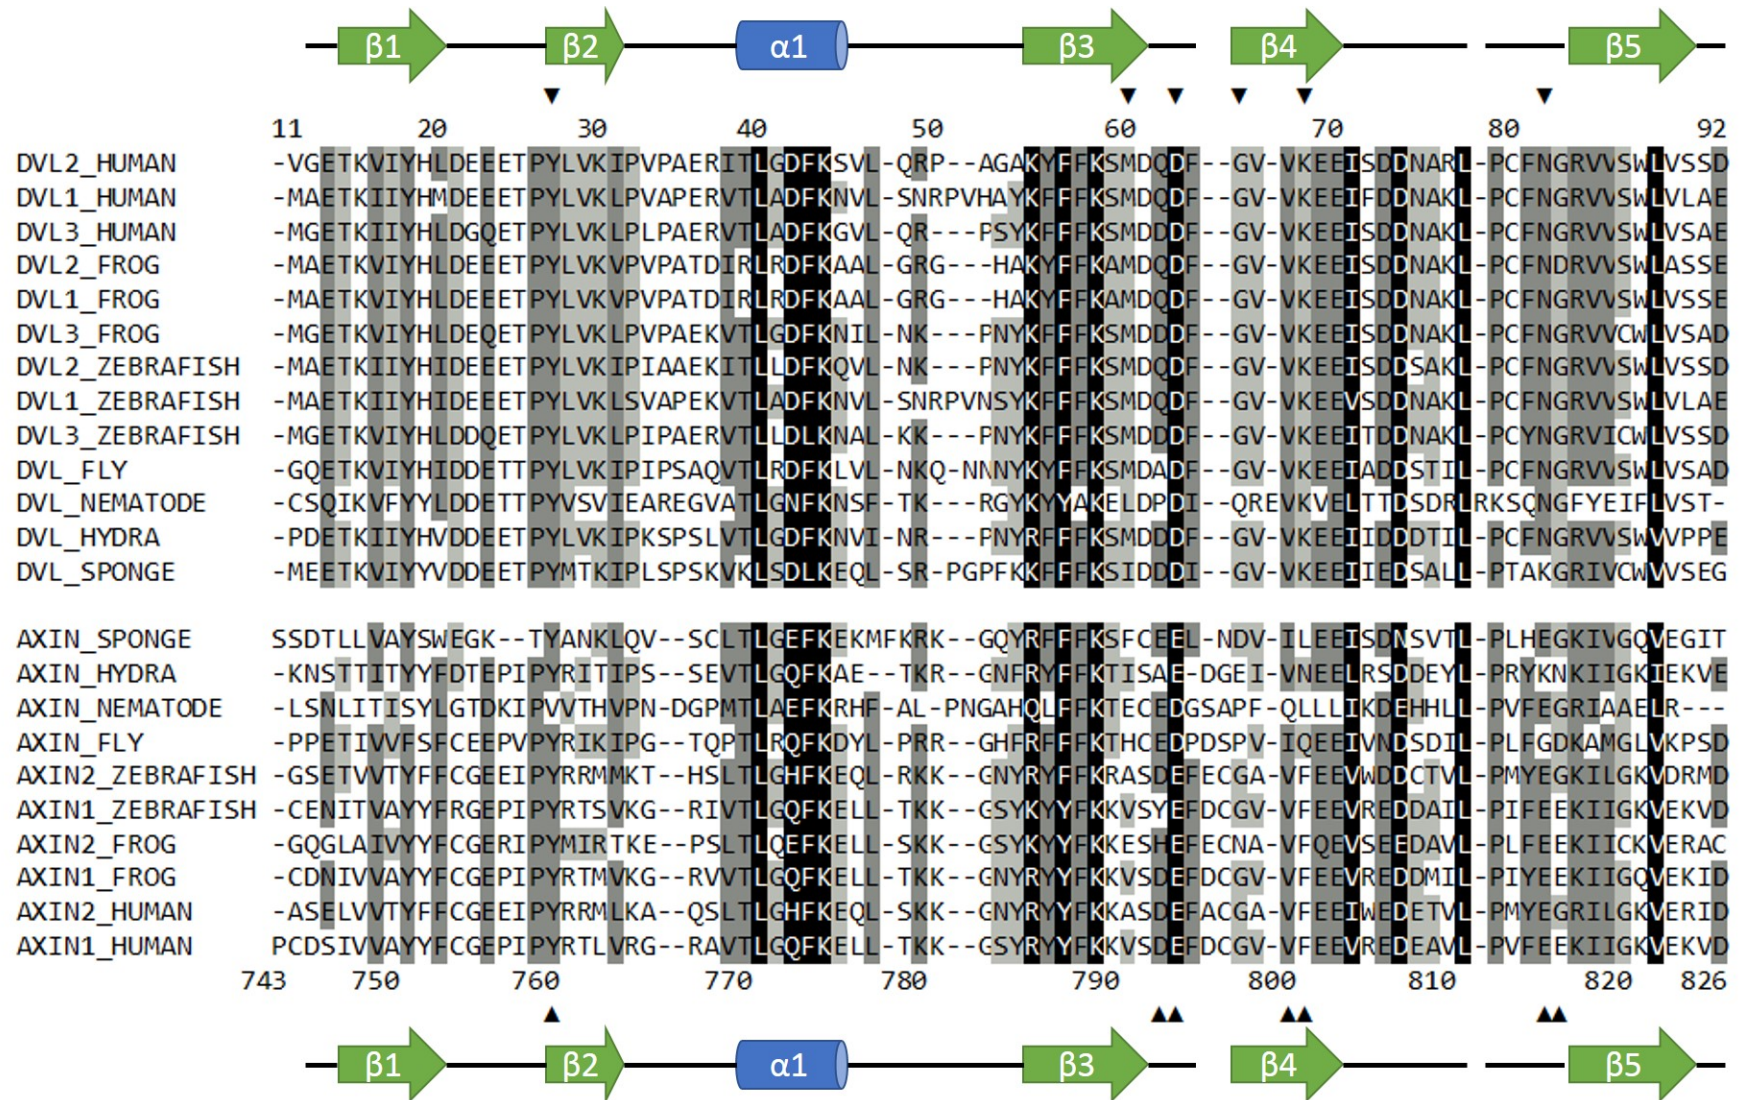 β1 β2 α1 β3 β4 β5
▼ ▼ ▼ ▼ ▼ ▼
11 20 30 40 50 60 70 80 92
DVL2_HUMAN -VGETKVIYHLDEEETPYLVKIPVPAERITLGDFKSVL-QRP--AGAKYFFKSMDQDF--GV-VKEEISDDNARL-PCFNGRVVSWLVSSD
DVL1_HUMAN -MAETKIIYHMDEEETPYLVKLPVAPERVTLADFKNVL-SNRPVHAYKFFFKSMDQDF--GV-VKEEIFDDNAKL-PCFNGRVVSWLVLAE
DVL3_HUMAN -MGETKIIYHLDGQETPYLVKLPLPAERVTLADFKGVL-QR---PSYKFFFKSMDDDF--GV-VKEEISDDNAKL-PCFNGRVVSWLVSAE
DVL2_FROG -MAETKVIYHLDEEETPYLVKVPVPATDIRLRDFKAAL-GRG---HAKYFFKAMDQDF--GV-VKEEISDDNAKL-PCFNDRVVSWLASSE
DVL1_FROG -MAETKVIYHLDEEETPYLVKVPVPATDIRLRDFKAAL-GRG---HAKYFFKAMDQDF--GV-VKEEISDDNAKL-PCFNGRVVSWLVSSE
DVL3_FROG -MGETKVIYHLDEQETPYLVKLPVPAEKVTLGDFKNIL-NK---PNYKFFFKSMDDDF--GV-VKEEISDDNAKL-PCFNGRVVCWLVSAD
DVL2_ZEBRAFISH -MAETKVIYHIDEEETPYLVKIPIAAEKITLLDFKQVL-NK---PNYKFFFKSMDQDF--GV-VKEEISDDSAKL-PCFNGRVVSWLVSSD
DVL1_ZEBRAFISH -MAETKIIYHIDEEETPYLVKLSVAPEKVTLADFKNVL-SNRPVNSYKFFFKSMDQDF--GV-VKEEVSDDNAKL-PCFNGRVVSWLVLAE
DVL3_ZEBRAFISH -MGETKVIYHLDDQETPYLVKLPIPAERVTLLDLKNAL-KK---PNYKFFFKSMDDDF--GV-VKEEITDDNAKL-PCYNGRVICWLVSSD
DVL_FLY -GQETKVIYHIDDETTPYLVKIPIPSAQVTLRDFKLVL-NKQ-NNNYKYFFKSMDADF--GV-VKEEIADDSTIL-PCFNGRVVSWLVSAD
DVL_NEMATODE -CSQIKVFYYLDDETTPYVSVIEAREGVATLGNFKNSF-TK---RGYKYYAKELDPDI--QREVKVELTTDSDRLRKSQNGFYEIFLVST-
DVL_HYDRA -PDETKIIYHVDDEETPYLVKIPKSPSLVTLGDFKNVI-NR---PNYRFFFKSMDDDF--GV-VKEEIIDDDTIL-PCFNGRVVSWVVPPE
DVL_SPONGE -MEETKVIYYVDDEETPYMTKIPLSPSKVKLSDLKEQL-SR-PGPFKKFFFKSIDDDI--GV-VKEEIIEDSALL-PTAKGRIVCWVVSEG
AXIN_SPONGE SSDTLLVAYSWEGK--TYANKLQV--SCLTLGEFKEKMFKRK--GQYRFFFKSFCEEL-NDV-ILEEISDNSVTL-PLHEGKIVGQVEGIT
AXIN_HYDRA -KNSTTITYYFDTEPIPYRITIPS--SEVTLGQFKAE--TKR--GNFRYFFKTISAE-DGEI-VNEELRSDDEYL-PRYKNKIIGKIEKVE
AXIN_NEMATODE -LSNLITISYLGTDKIPVVTHVPN-DGPMTLAEFKRHF-AL-PNGAHQLFFKTECEDGSAPF-QLLLIKDEHHLL-PVFEGRIAAELR---
AXIN_FLY -PPETIVVFSFCEEPVPYRIKIPG--TQPTLRQFKDYL-PRR--GHFRFFFKTHCEDPDSPV-IQEEIVNDSDIL-PLFGDKAMGLVKPSD
AXIN2_ZEBRAFISH -GSETVVTYFFCGEEIPYRRMMKT--HSLTLGHFKEQL-RKK--GNYRYFFKRASDEFECGA-VFEEVWDDCTVL-PMYEGKILGKVDRMD
AXIN1_ZEBRAFISH -CENITVAYYFRGEPIPYRTSVKG--RIVTLGQFKELL-TKK--GSYKYYFKKVSYEFDCGV-VFEEVREDDAIL-PIFEEKIIGKVEKVD
AXIN2_FROG -GQGLAIVYYFCGERIPYMIRTKE--PSLTLQEFKELL-SKK--GSYKYYFKKESHEFECNA-VFQEVSEEDAVL-PLFEEKIICKVERAC
AXIN1_FROG -CDNIVVAYYFCGEPIPYRTMVKG--RVVTLGQFKELL-TKK--GNYRYYFKKVSDEFDCGV-VFEEVREDDMIL-PIYEEKIIGQVEKID
AXIN2_HUMAN -ASELVVTYFFCGEEIPYRRMLKA--QSLTLGHFKEQL-SKK--GNYRYYFKKASDEFACGA-VFEEIWEDETVL-PMYEGRILGKVERID
AXIN1_HUMAN PCDSIVVAYYFCGEPIPYRTLVRG--RAVTLGQFKELL-TKK--GSYRYYFKKVSDEFDCGV-VFEEVREDEAVL-PVFEEKIIGKVEKVD
743 750 760 770 780 790 800 810 820 826
▲ ▲▲ ▲▲ ▲▲
β1 β2 α1 β3 β4 β5